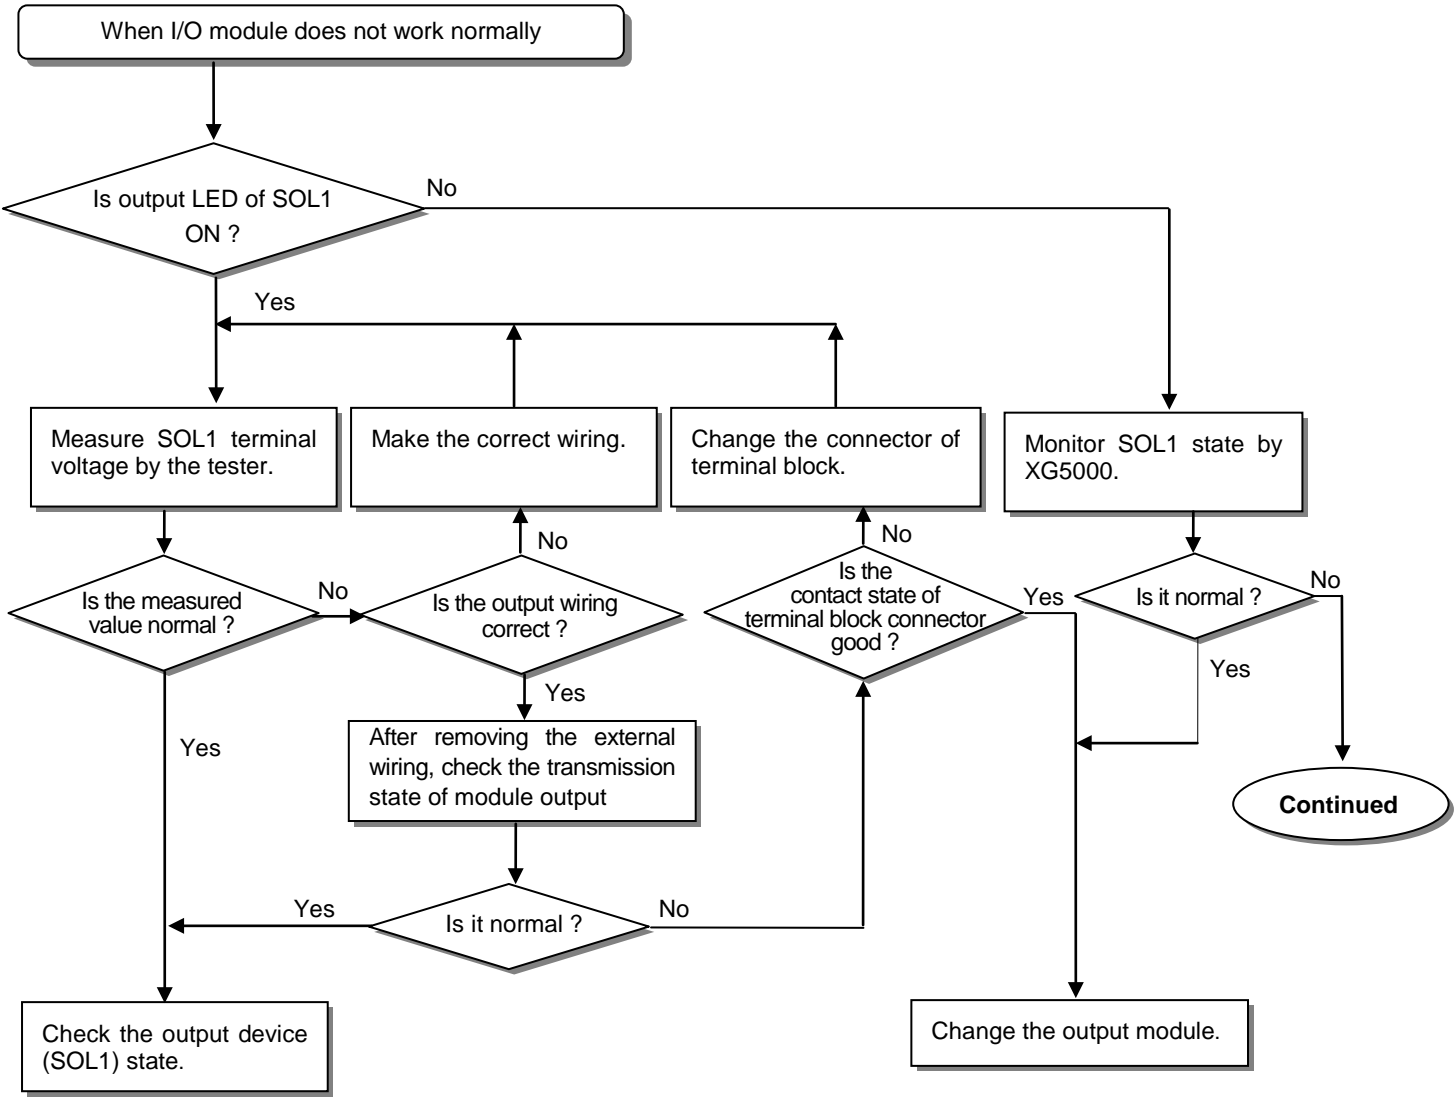 When I/O module does not work normally
Is output LED of SOL1
ON ?
No
Yes
Measure SOL1 terminal
voltage by the tester.
Make the correct wiring.
Change the connector of
terminal block.
Monitor SOL1 state by
XG5000.
No
No
Is the measured
value normal ?
No
Is the output wiring
correct ?
Is the
contact state of
terminal block connector
good ?
Yes
Is it normal ?
No
Yes
Yes
Yes
After removing the external
wiring, check the transmission
state of module output
Continued
Yes
Is it normal ?
No
Check the output device
(SOL1) state.
Change the output module.